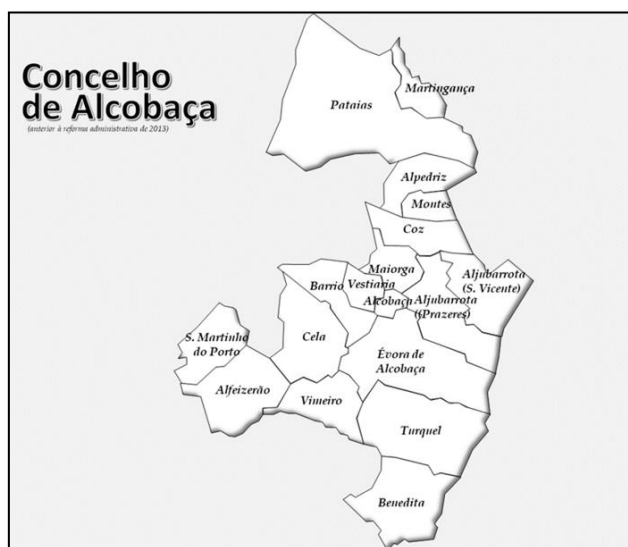 Concelho
de Alcobaça
(anterior à reforma administrativa de 2013)
Martingança
Pataias
Alpedriz
Montes
Coz
Maiorga
Aljubarrota
(S. Vicente)
Barrio
Vestiaria
Alcobaça
Aljubarrota
(Prazeres)
S. Martinho
do Porto
Cela
Évora de
Alcobaça
Alfeizerão
Vimeiro
Turquel
Benedita